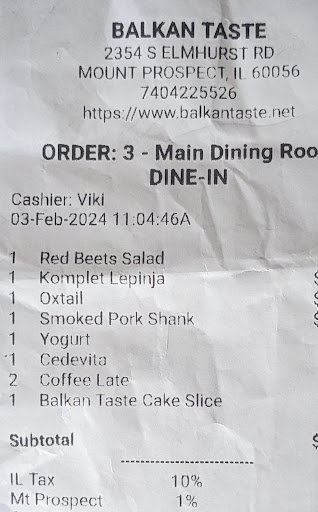 BALKAN TASTE
2354 S ELMHURST RD
MOUNT PROSPECT, IL 60056
7404225526
https://www.balkantaste.net
ORDER: 3 - Main Dining Roo
DINE-IN
Cashier: Viki
03-Feb-2024 11:04:46A
1 Red Beets Salad
1 Komplet Lepinja $
1 Oxtail $
1 Smoked Pork Shank $
1 Yogurt
1 Cedevita
2 Coffee Late
1 Balkan Taste Cake Slice
Subtotal $
--------------------
IL Tax 10%
Mt Prospect 1%